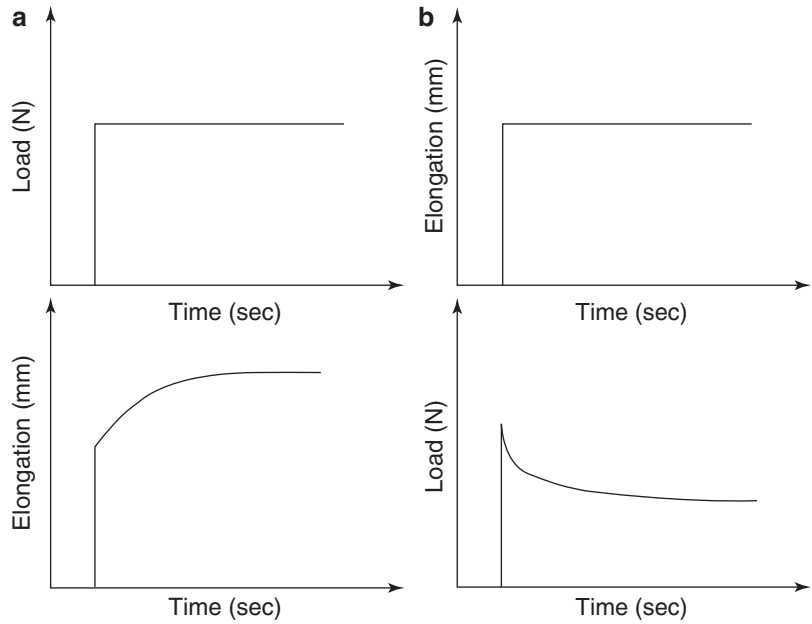 a
Load (N)
Time (sec)
Elongation (mm)
Time (sec)
b
Elongation (mm)
Time (sec)
Load (N)
Time (sec)